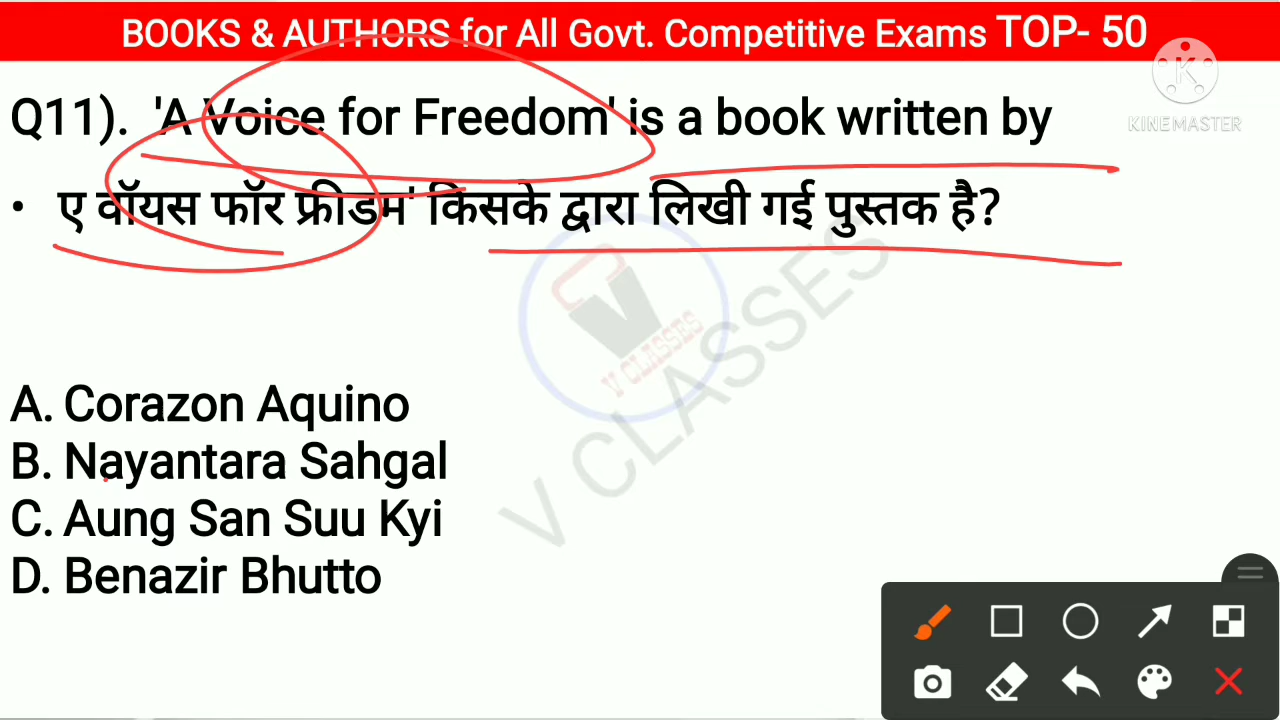 BOOKS & AUTHORS for All Govt. Competitive Exams TOP- 50
Q11). 'A Voice for Freedom' is a book written by
• ए वॉयस फॉर फ्रीडम' किसके द्वारा लिखी गई पुस्तक है?
A. Corazon Aquino
B. Nayantara Sahgal
C. Aung San Suu Kyi
D. Benazir Bhutto
K
KINEMASTER
V CLASSES
V CLASSES